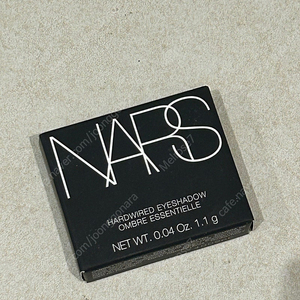 NARS
HARDWIRED EYESHADOW
OMBRE ESSENTIELLE
NET WT. 0.04 Oz. 1.1 g